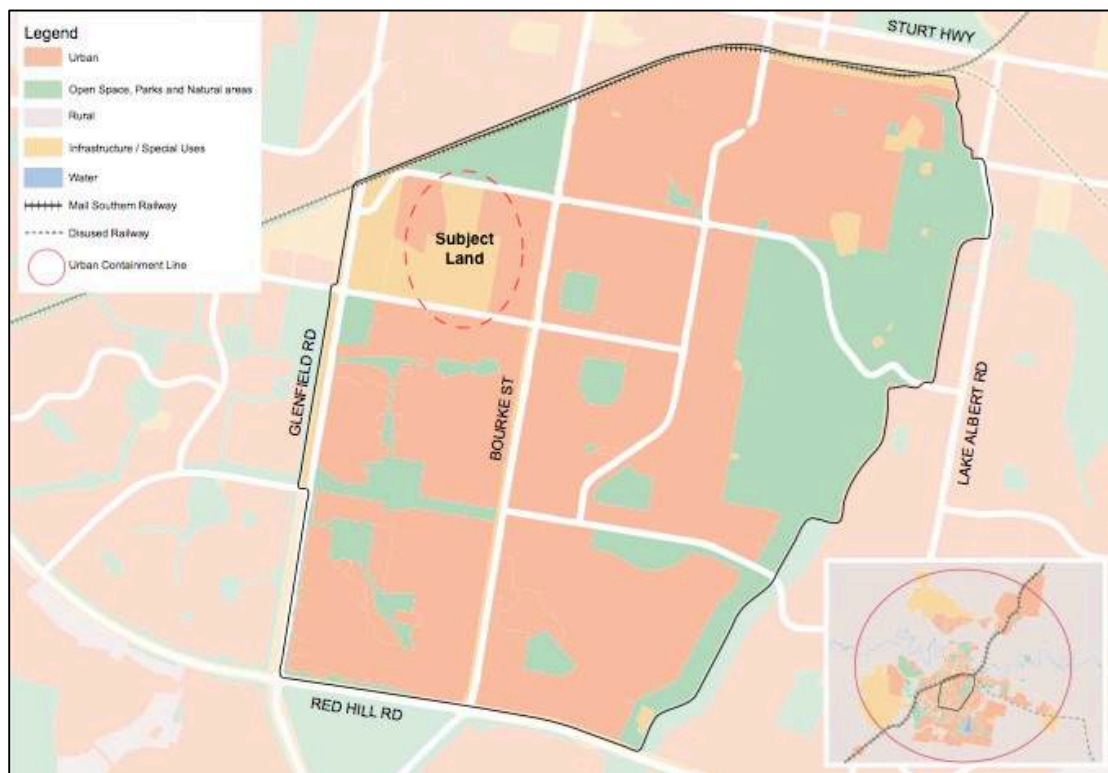 Legend
Urban
Open Space, Parks and Natural areas
Rural
Infrastructure / Special Uses
Water
Mail Southern Railway
Disused Railway
Urban Containment Line
STURT HWY
Subject
Land
GLENFIELD RD
BOURKE ST
LAKE ALBERT RD
RED HILL RD